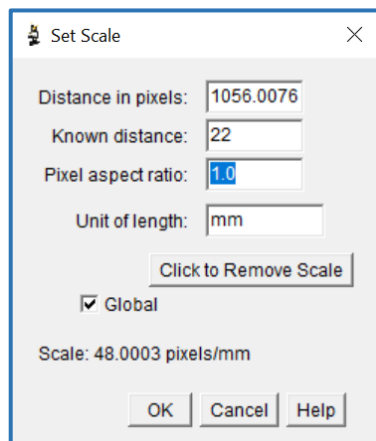 Set Scale
Distance in pixels: 1056.0076
Known distance: 22
Pixel aspect ratio: 1.0
Unit of length: mm
Click to Remove Scale
Global
Scale: 48.0003 pixels/mm
OK Cancel Help